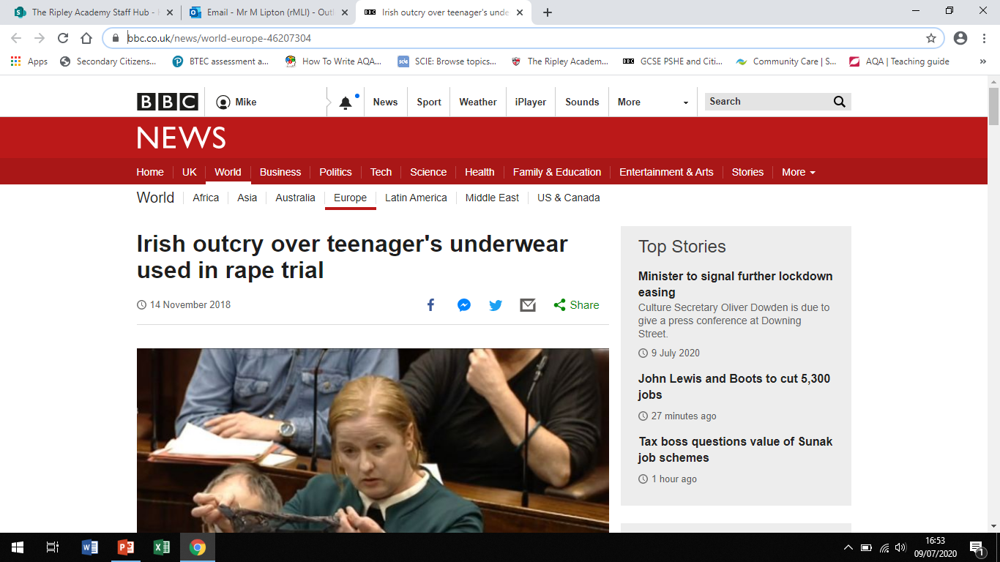 The Ripley Academy Staff Hub -
Email - Mr M Lipton (rMLI) - Out
Irish outcry over teenager's unde
bbc.co.uk/news/world-europe-46207304
Apps
Secondary Citizens...
BTEC assessment a...
How To Write AQA...
SCIE: Browse topics...
The Ripley Academ...
GCSE PSHE and Citi...
Community Care | S...
AQA | Teaching guide
»
BBC
Mike
News
Sport
Weather
iPlayer
Sounds
More
Search
NEWS
Home
UK
World
Business
Politics
Tech
Science
Health
Family & Education
Entertainment & Arts
Stories
More
World
Africa
Asia
Australia
Europe
Latin America
Middle East
US & Canada
Irish outcry over teenager's underwear
used in rape trial
14 November 2018
Share
Top Stories
Minister to signal further lockdown
easing
Culture Secretary Oliver Dowden is due to
give a press conference at Downing
Street.
9 July 2020
John Lewis and Boots to cut 5,300
jobs
27 minutes ago
Tax boss questions value of Sunak
job schemes
1 hour ago
16:53
09/07/2020
1